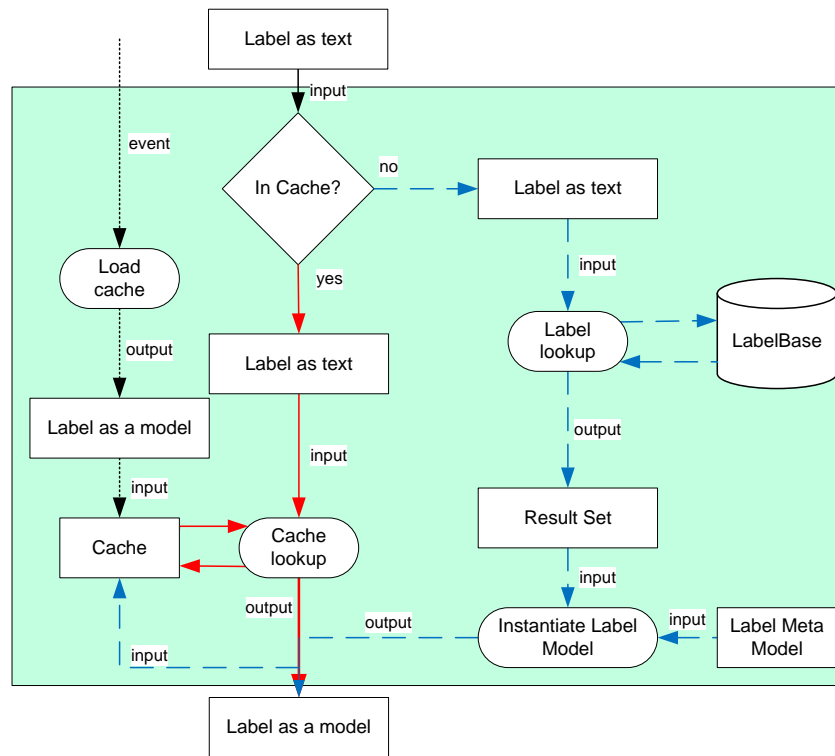 Label as text
input
event
In Cache?
no
Label as text
Load
cache
yes
input
Label
lookup
LabelBase
output
Label as text
Label as a model
output
input
input
Cache
Cache
lookup
Result Set
input
output
output
Instantiate Label
Model
input
Label Meta
Model
input
Label as a model